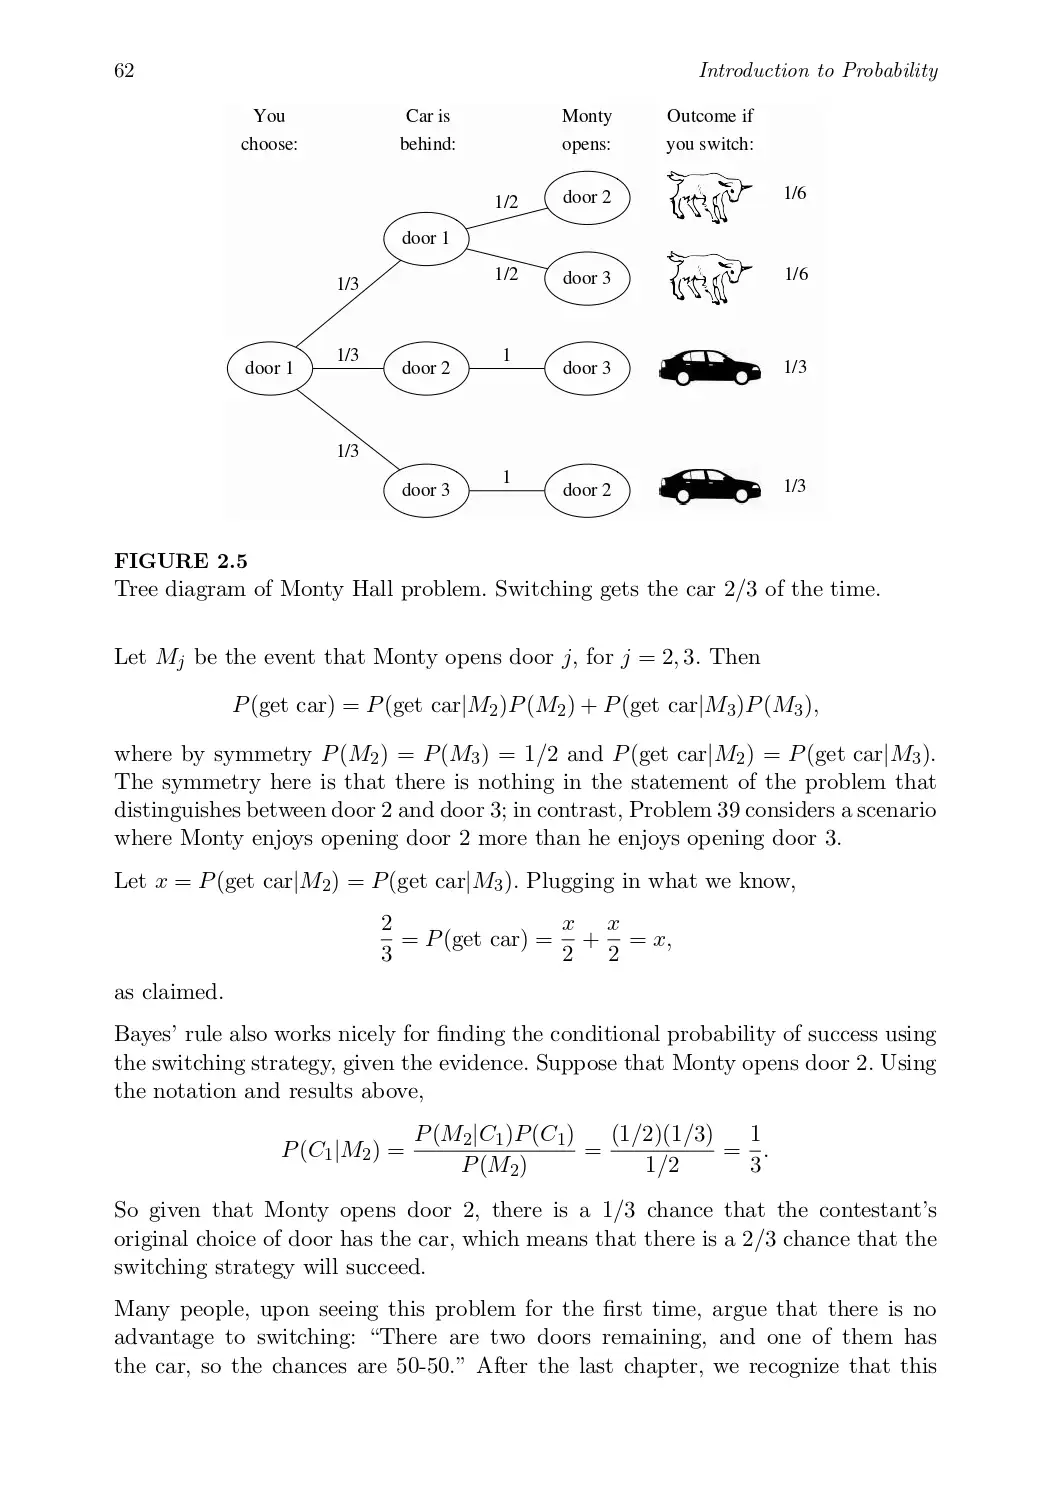 62 Introduction to Probability
You Car is Monty Outcome if
choose: behind: opens: you switch:
1/2 door 2 1/6
door 1
1/3 1/2 door 3 1/6
door 1 1/3 door 2 1 door 3 1/3
1/3
door 3 1 door 2 1/3
FIGURE 2.5
Tree diagram of Monty Hall problem. Switching gets the car 2/3 of the time.
Let M_j be the event that Monty opens door j, for j = 2, 3. Then
P(get car) = P(get car|M_2)P(M_2) + P(get car|M_3)P(M_3),
where by symmetry P(M_2) = P(M_3) = 1/2 and P(get car|M_2) = P(get car|M_3).
The symmetry here is that there is nothing in the statement of the problem that
distinguishes between door 2 and door 3; in contrast, Problem 39 considers a scenario
where Monty enjoys opening door 2 more than he enjoys opening door 3.
Let x = P(get car|M_2) = P(get car|M_3). Plugging in what we know,
2/3 = P(get car) = x/2 + x/2 = x,
as claimed.
Bayes’ rule also works nicely for finding the conditional probability of success using
the switching strategy, given the evidence. Suppose that Monty opens door 2. Using
the notation and results above,
P(C_1|M_2) = P(M_2|C_1)P(C_1) / P(M_2) = (1/2)(1/3) / 1/2 = 1/3.
So given that Monty opens door 2, there is a 1/3 chance that the contestant’s
original choice of door has the car, which means that there is a 2/3 chance that the
switching strategy will succeed.
Many people, upon seeing this problem for the first time, argue that there is no
advantage to switching: “There are two doors remaining, and one of them has
the car, so the chances are 50-50.” After the last chapter, we recognize that this